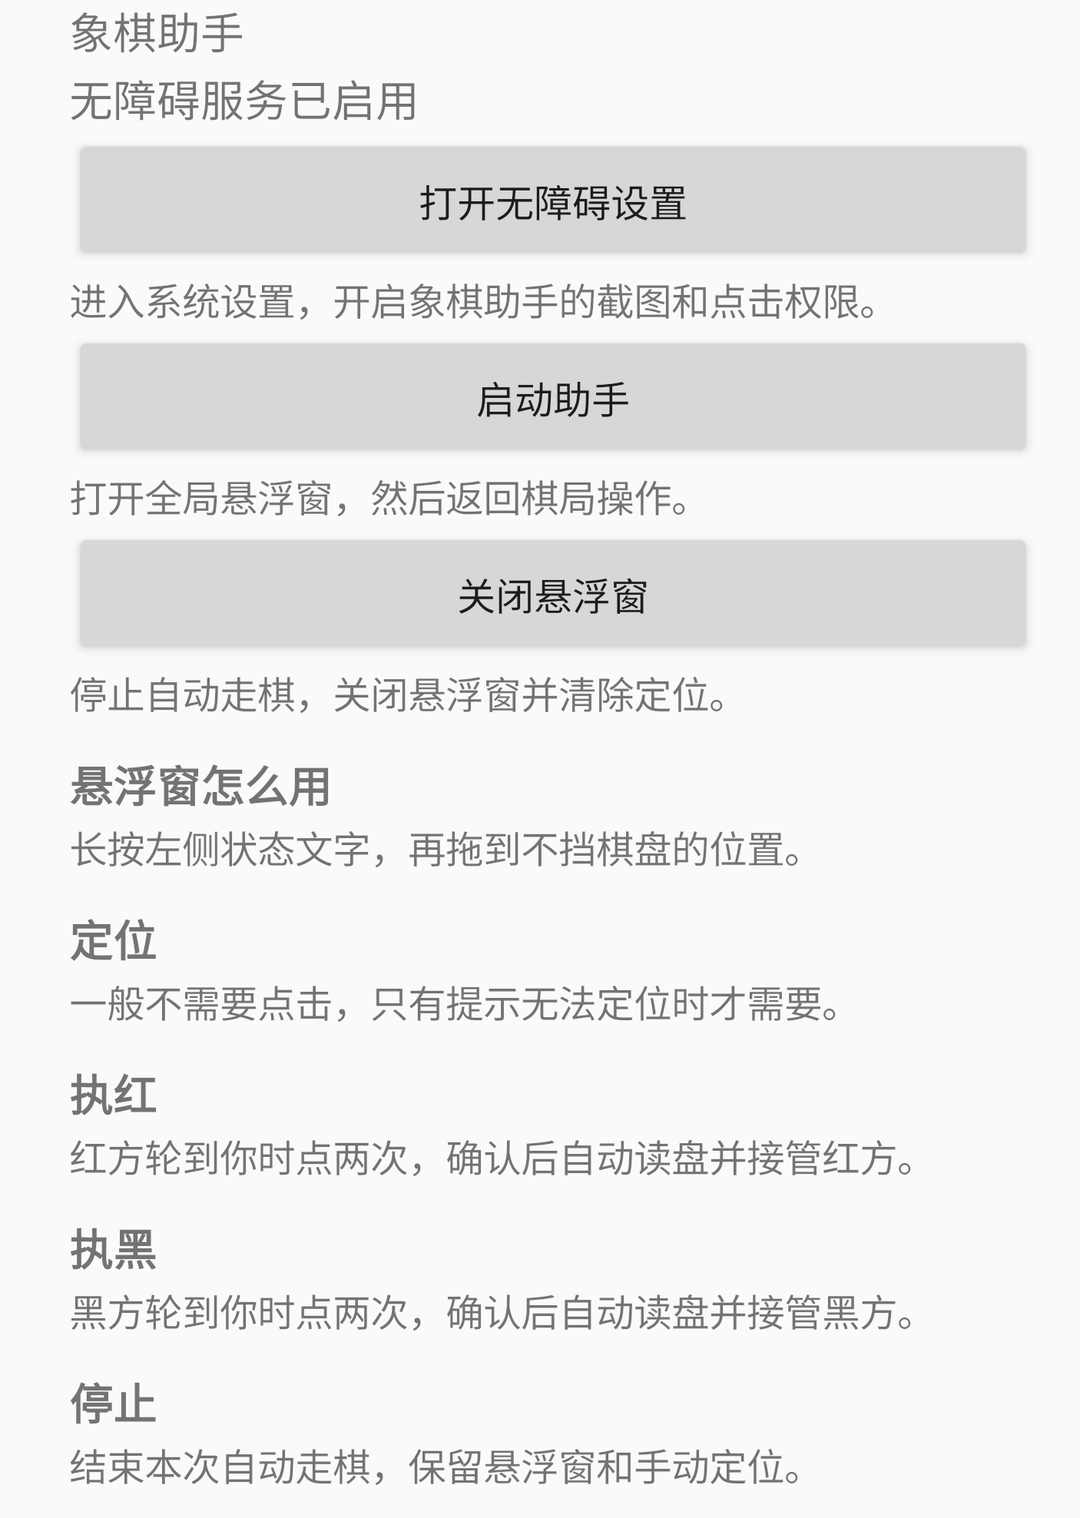 象棋助手
无障碍服务已启用
打开无障碍设置
进入系统设置，开启象棋助手的截图和点击权限。
启动助手
打开全局悬浮窗，然后返回棋局操作。
关闭悬浮窗
停止自动走棋，关闭悬浮窗并清除定位。
悬浮窗怎么用
长按左侧状态文字，再拖到不挡棋盘的位置。
定位
一般不需要点击，只有提示无法定位时才需要。
执红
红方轮到你时点两次，确认后自动读盘并接管红方。
执黑
黑方轮到你时点两次，确认后自动读盘并接管黑方。
停止
结束本次自动走棋，保留悬浮窗和手动定位。